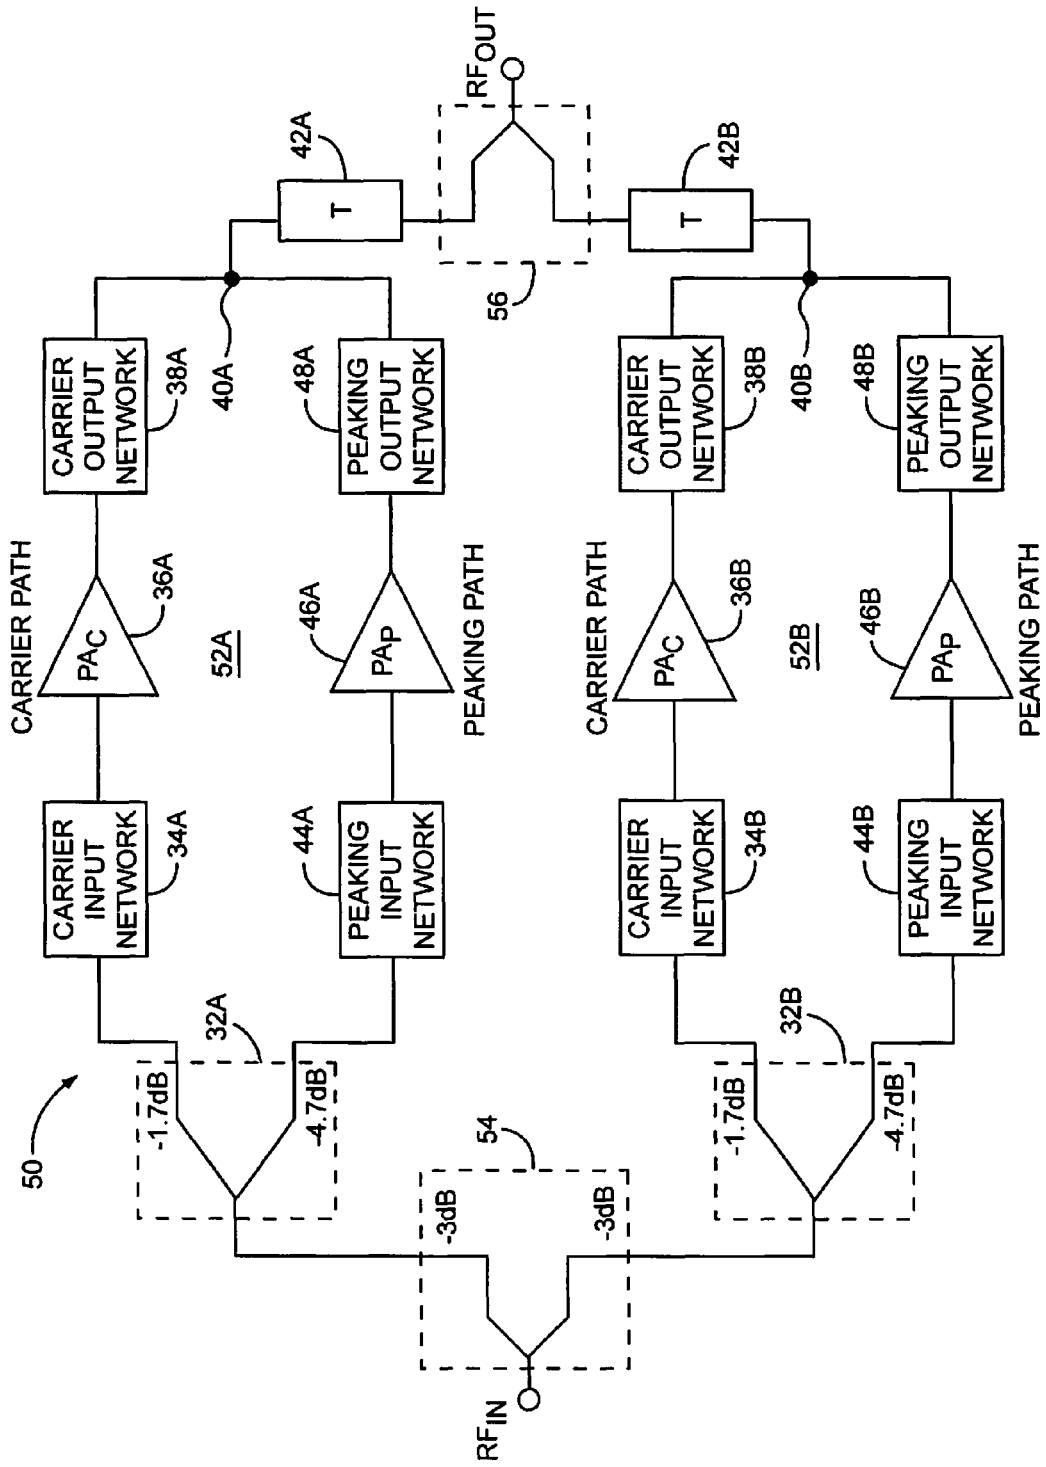 50
RF_IN
54
-3dB
-3dB
32A
-1.7dB
-4.7dB
CARRIER
INPUT
NETWORK
34A
PEAKING
INPUT
NETWORK
44A
CARRIER PATH
PA_C
36A
52A
46A
PA_P
PEAKING PATH
CARRIER
OUTPUT
NETWORK
38A
40A
PEAKING
OUTPUT
NETWORK
48A
T
42A
32B
-1.7dB
-4.7dB
CARRIER
INPUT
NETWORK
34B
PEAKING
INPUT
NETWORK
44B
CARRIER PATH
PA_C
36B
52B
46B
PA_P
PEAKING PATH
CARRIER
OUTPUT
NETWORK
38B
40B
PEAKING
OUTPUT
NETWORK
48B
T
42B
56
RF_OUT